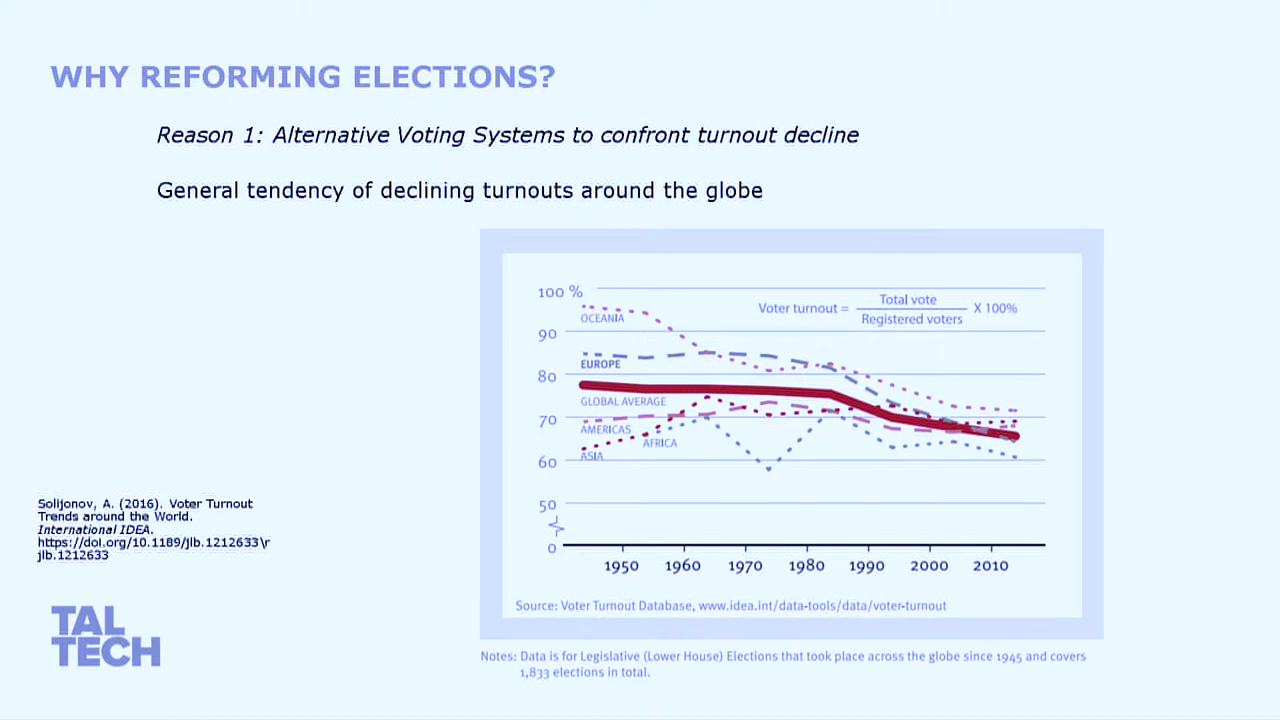 WHY REFORMING ELECTIONS?
Reason 1: Alternative Voting Systems to confront turnout decline
General tendency of declining turnouts around the globe
100 %
90
80
70
60
50
0
OCEANIA
EUROPE
GLOBAL AVERAGE
AMERICAS
AFRICA
ASIA
Voter turnout = Total vote / Registered voters X 100%
1950 1960 1970 1980 1990 2000 2010
Source: Voter Turnout Database, www.idea.int/data-tools/data/voter-turnout
Notes: Data is for Legislative (Lower House) Elections that took place across the globe since 1945 and covers
1,833 elections in total.
Solijonov, A. (2016). Voter Turnout
Trends around the World.
International IDEA.
https://doi.org/10.1189/jlb.1212633\r
jlb.1212633
TAL
TECH